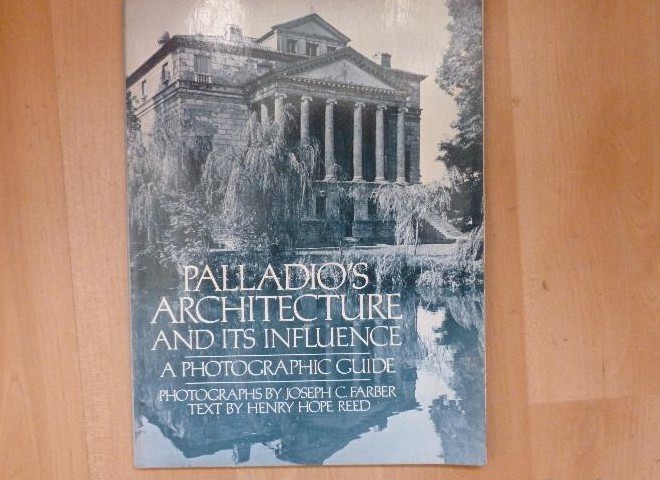 PALLADIO'S
ARCHITECTURE
AND ITS INFLUENCE
A PHOTOGRAPHIC GUIDE
PHOTOGRAPHS BY JOSEPH C. FARBER
TEXT BY HENRY HOPE REED